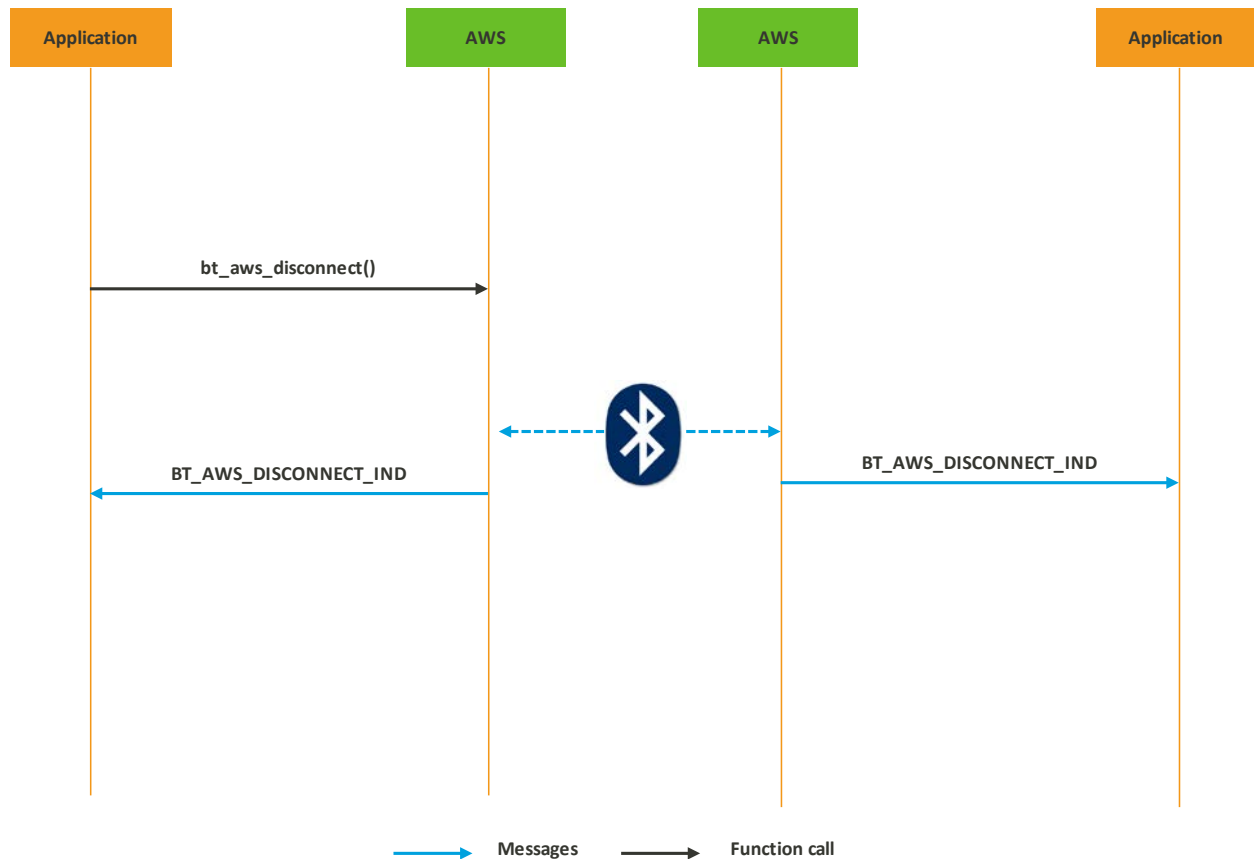 Application
AWS
AWS
Application
bt_aws_disconnect()
BT_AWS_DISCONNECT_IND
BT_AWS_DISCONNECT_IND
Messages
Function call